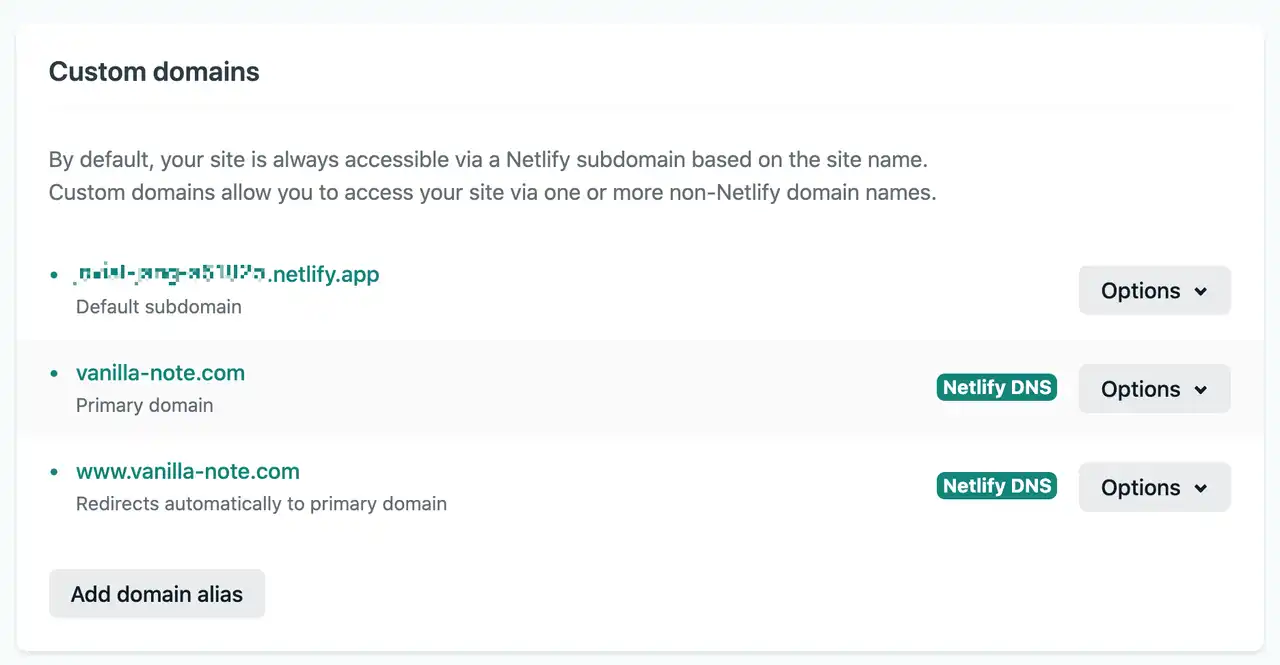 Custom domains
By default, your site is always accessible via a Netlify subdomain based on the site name.
Custom domains allow you to access your site via one or more non-Netlify domain names.
.netlify.app
Default subdomain
Options
vanilla-note.com
Primary domain
Netlify DNS
Options
www.vanilla-note.com
Redirects automatically to primary domain
Netlify DNS
Options
Add domain alias